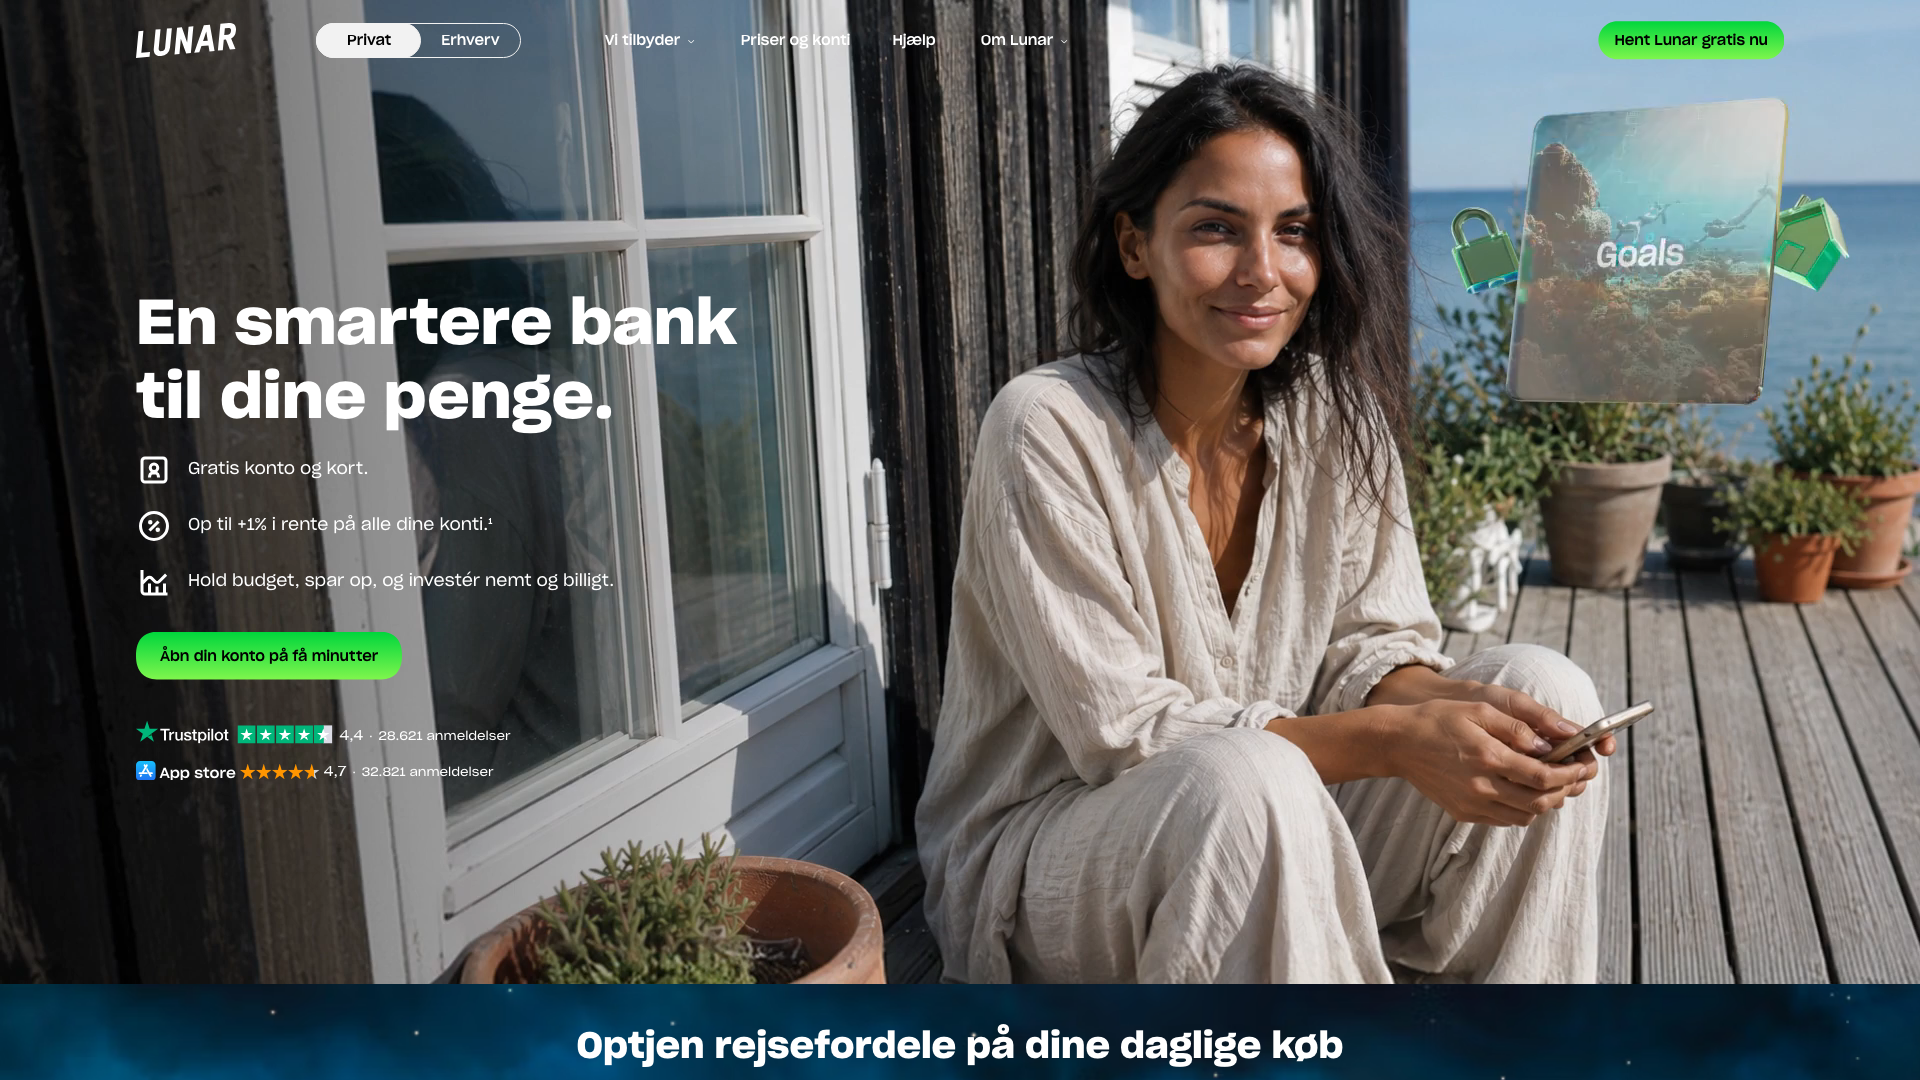 LUNAR
Privat
Erhverv
Vi tilbyder
Priser og konti
Hjælp
Om Lunar
Hent Lunar gratis nu
Goals
En smartere bank
til dine penge.
Gratis konto og kort.
Op til +1% i rente på alle dine konti.¹
Hold budget, spar op, og investér nemt og billigt.
Åbn din konto på få minutter
Trustpilot 4,4 · 28.621 anmeldelser
App store 4,7 · 32.821 anmeldelser
Optjen rejsefordele på dine daglige køb